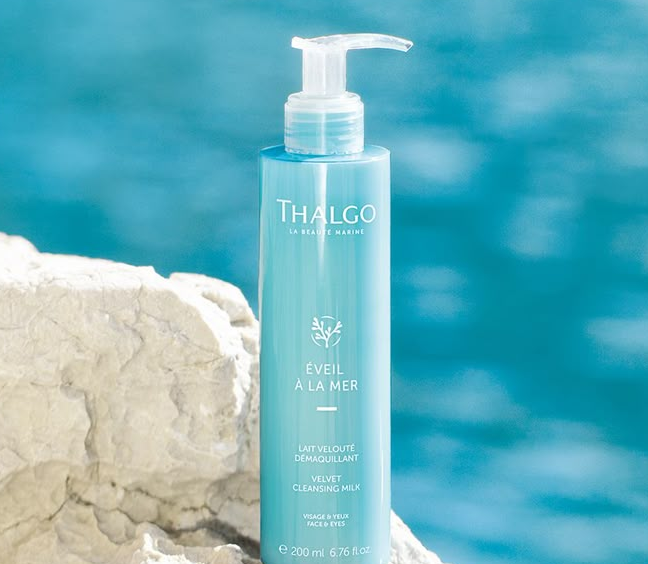 THALGO
LA BEAUTÉ MARINE
ÉVEIL
À LA MER
LAIT VELOUTÉ
DÉMAQUILLANT
VELVET
CLEANSING MILK
VISAGE & YEUX
FACE & EYES
℮ 200 ml 6.76 fl.oz.